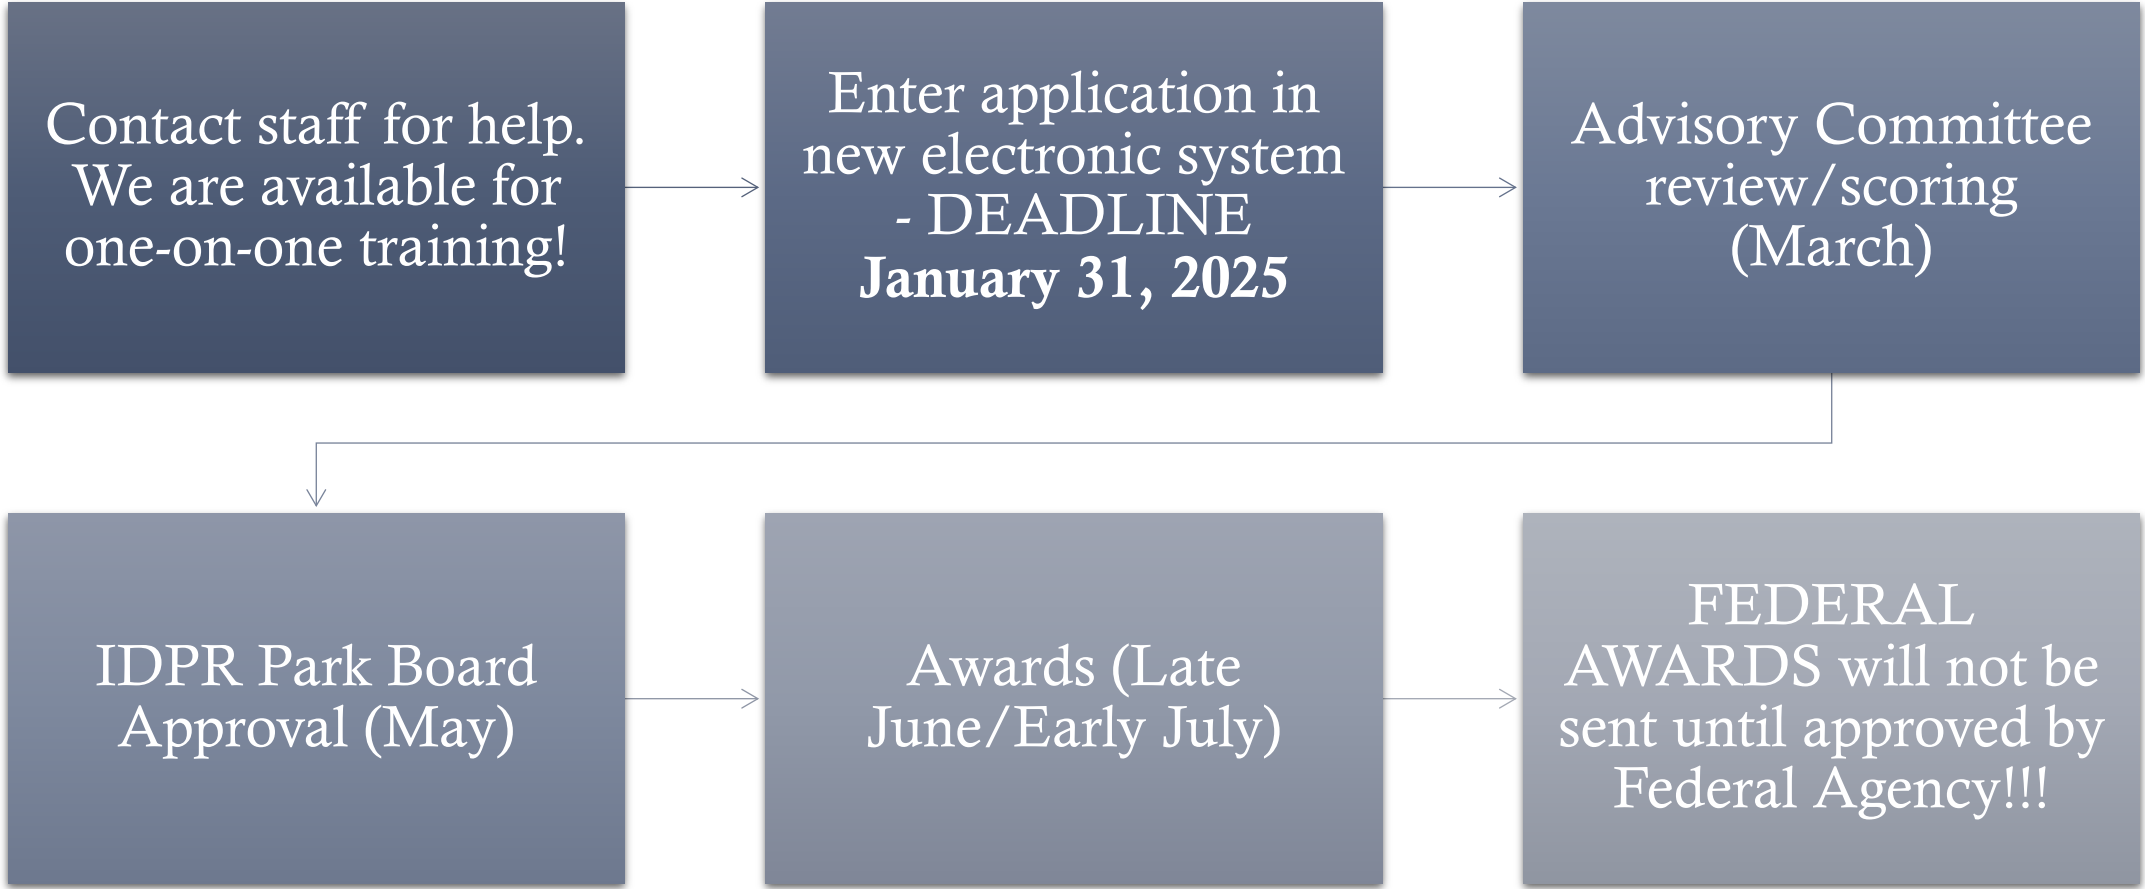 Contact staff for help.
We are available for
one-on-one training!
Enter application in
new electronic system
- DEADLINE
January 31, 2025
Advisory Committee
review/scoring
(March)
IDPR Park Board
Approval (May)
Awards (Late
June/Early July)
FEDERAL
AWARDS will not be
sent until approved by
Federal Agency!!!